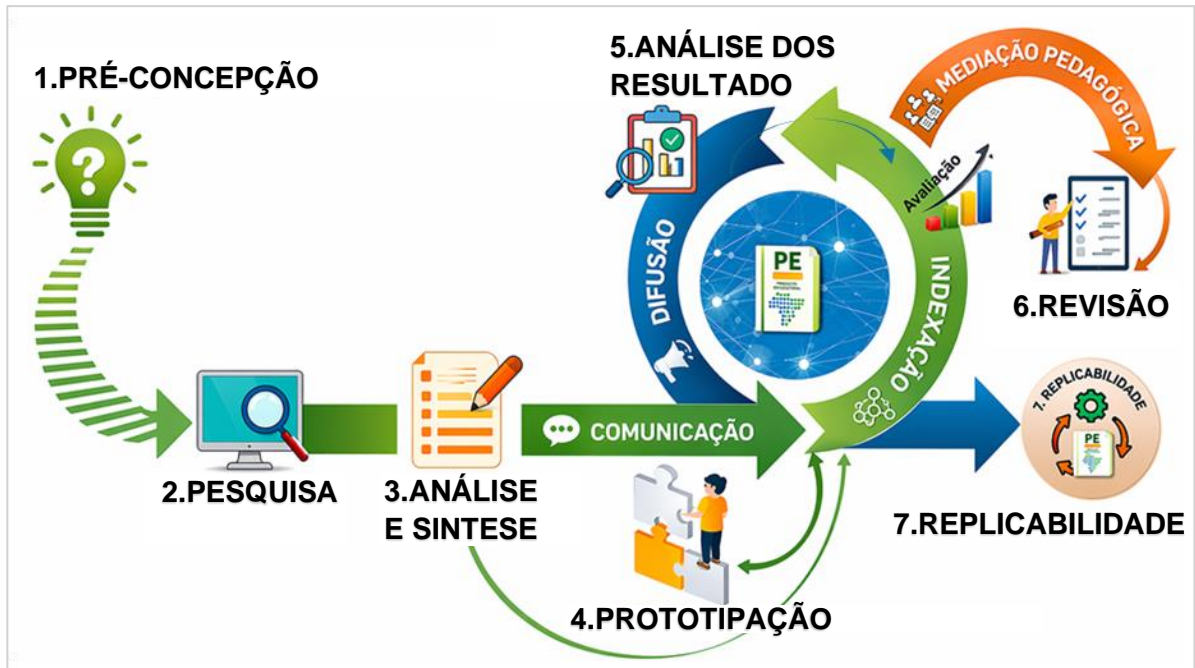 1.PRÉ-CONCEPÇÃO
2.PESQUISA
3.ANÁLISE
E SINTESE
COMUNICAÇÃO
4.PROTOTIPAÇÃO
5.ANÁLISE DOS
RESULTADO
DIFUSÃO
PE
INDEXAÇÃO
Avaliação
MEDIAÇÃO PEDAGÓGICA
6.REVISÃO
7. REPLICABILIDADE
PE
7.REPLICABILIDADE